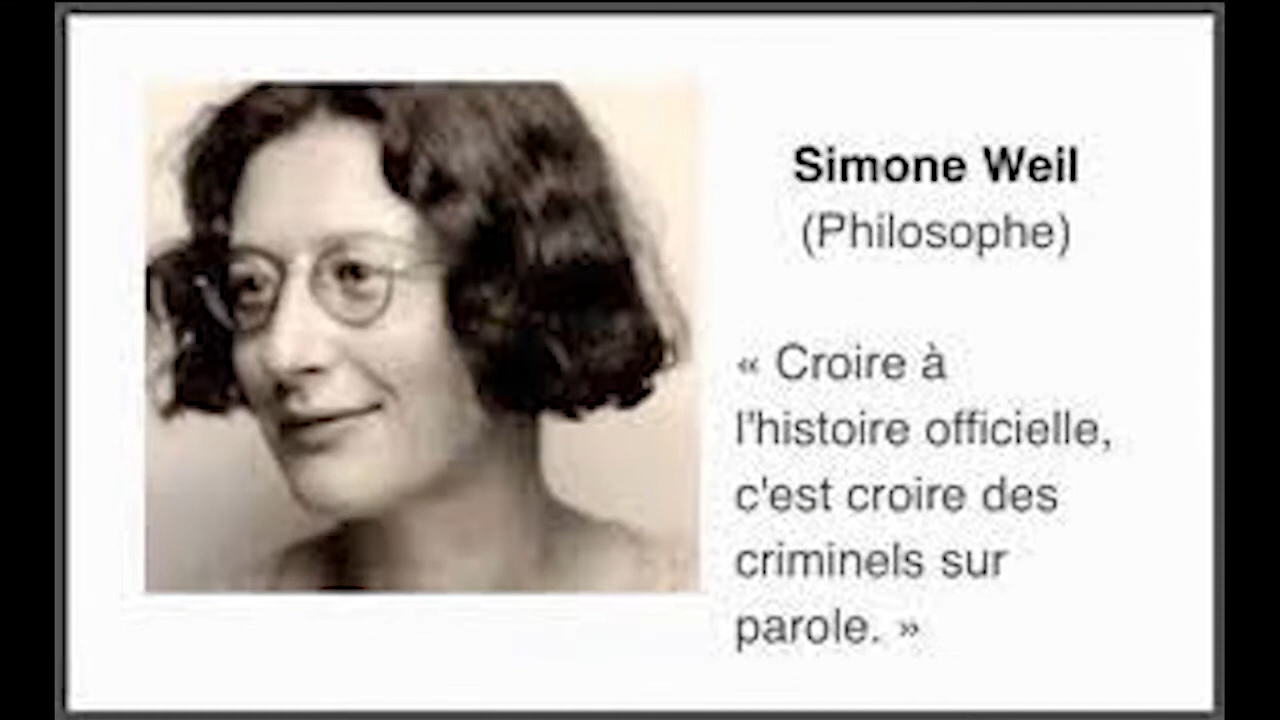 Simone Weil
(Philosophe)
« Croire à
l'histoire officielle,
c'est croire des
criminels sur
parole. »